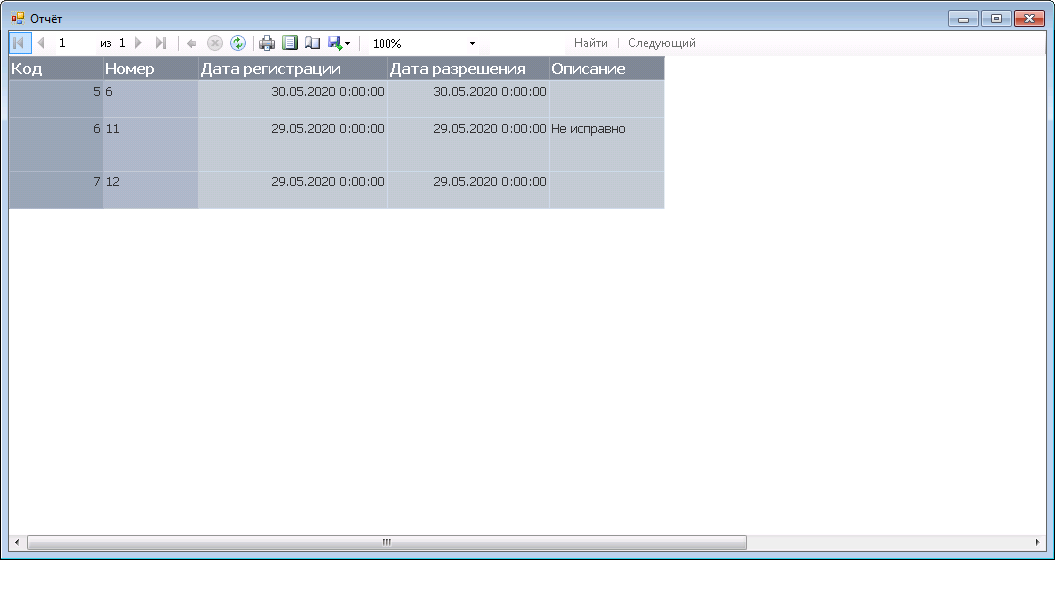 Отчёт
1 из 1 100% Найти | Следующий
Код Номер Дата регистрации Дата разрешения Описание
5 6 30.05.2020 0:00:00 30.05.2020 0:00:00
6 11 29.05.2020 0:00:00 29.05.2020 0:00:00 Не исправно
7 12 29.05.2020 0:00:00 29.05.2020 0:00:00